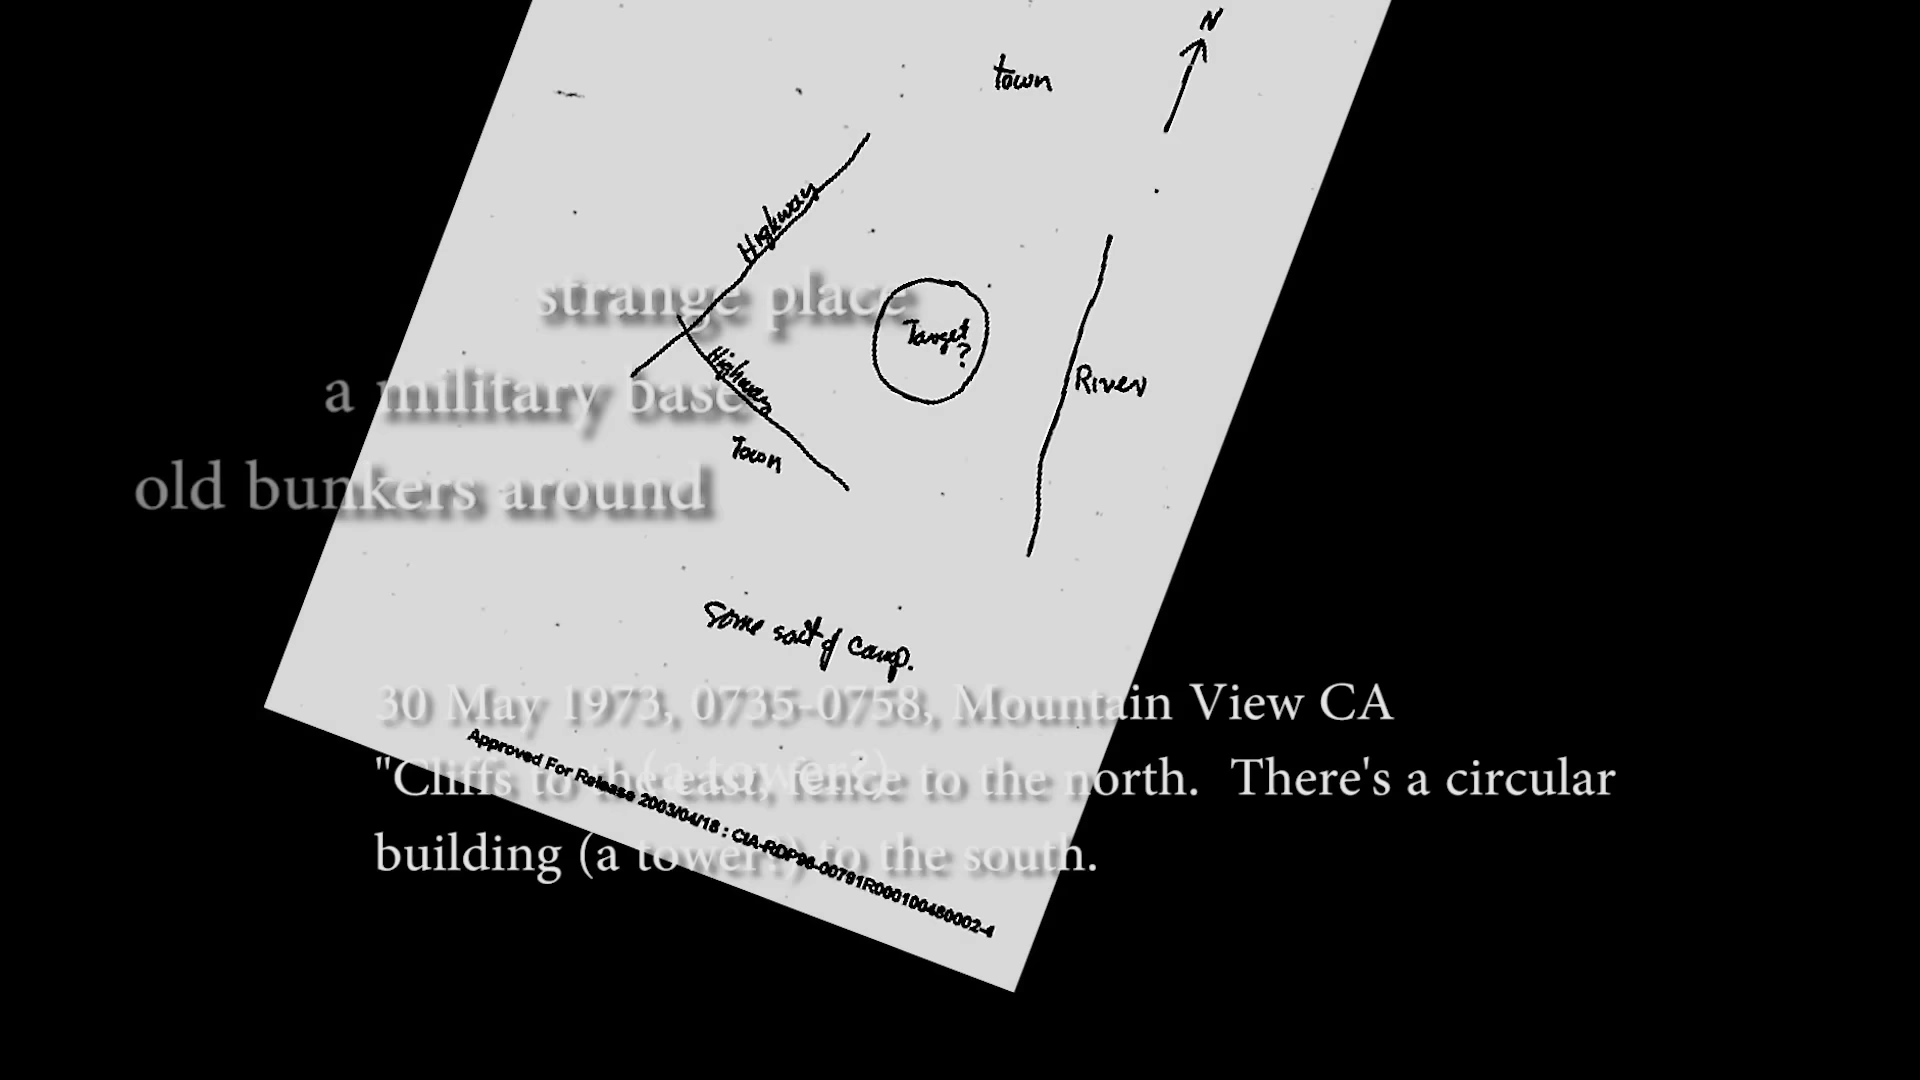 N
town
Highway
strange place
Target
?
Highway
River
a military base
Town
old bunkers around
Some sort of camp.
30 May 1973, 0735-0758, Mountain View CA
(a tower?)
"Cliffs to the east, fence to the north. There's a circular
building (a tower?) to the south.
Approved For Release 2003/04/18 : CIA-RDP96-00791R000100480002-4